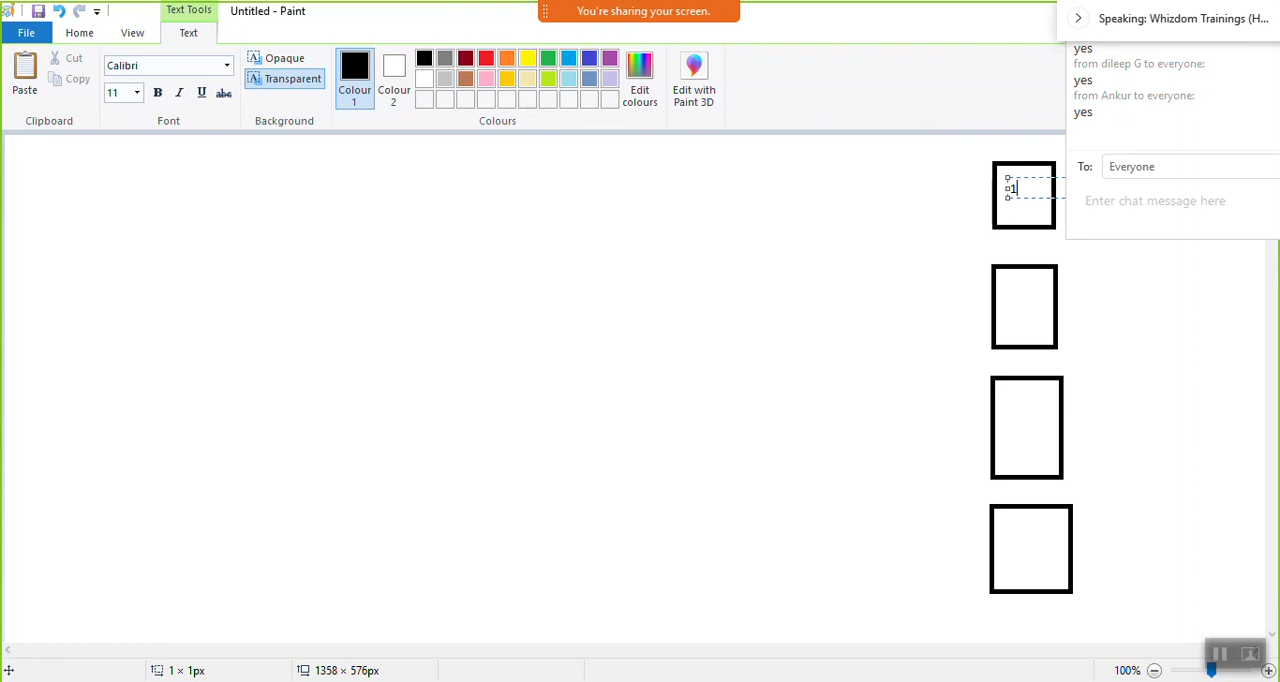 Text Tools
Untitled - Paint
You're sharing your screen.
Speaking: Whizdom Trainings (H...
File
Home
View
Text
Paste
Cut
Copy
Clipboard
Calibri
11
B
I
U
abc
Font
Opaque
Transparent
Background
Colour
1
Colour
2
Edit
colours
Edit with
Paint 3D
Colours
yes
from dileep G to everyone:
yes
from Ankur to everyone:
yes
To:
Everyone
Enter chat message here
1
1 × 1px
1358 × 576px
100%